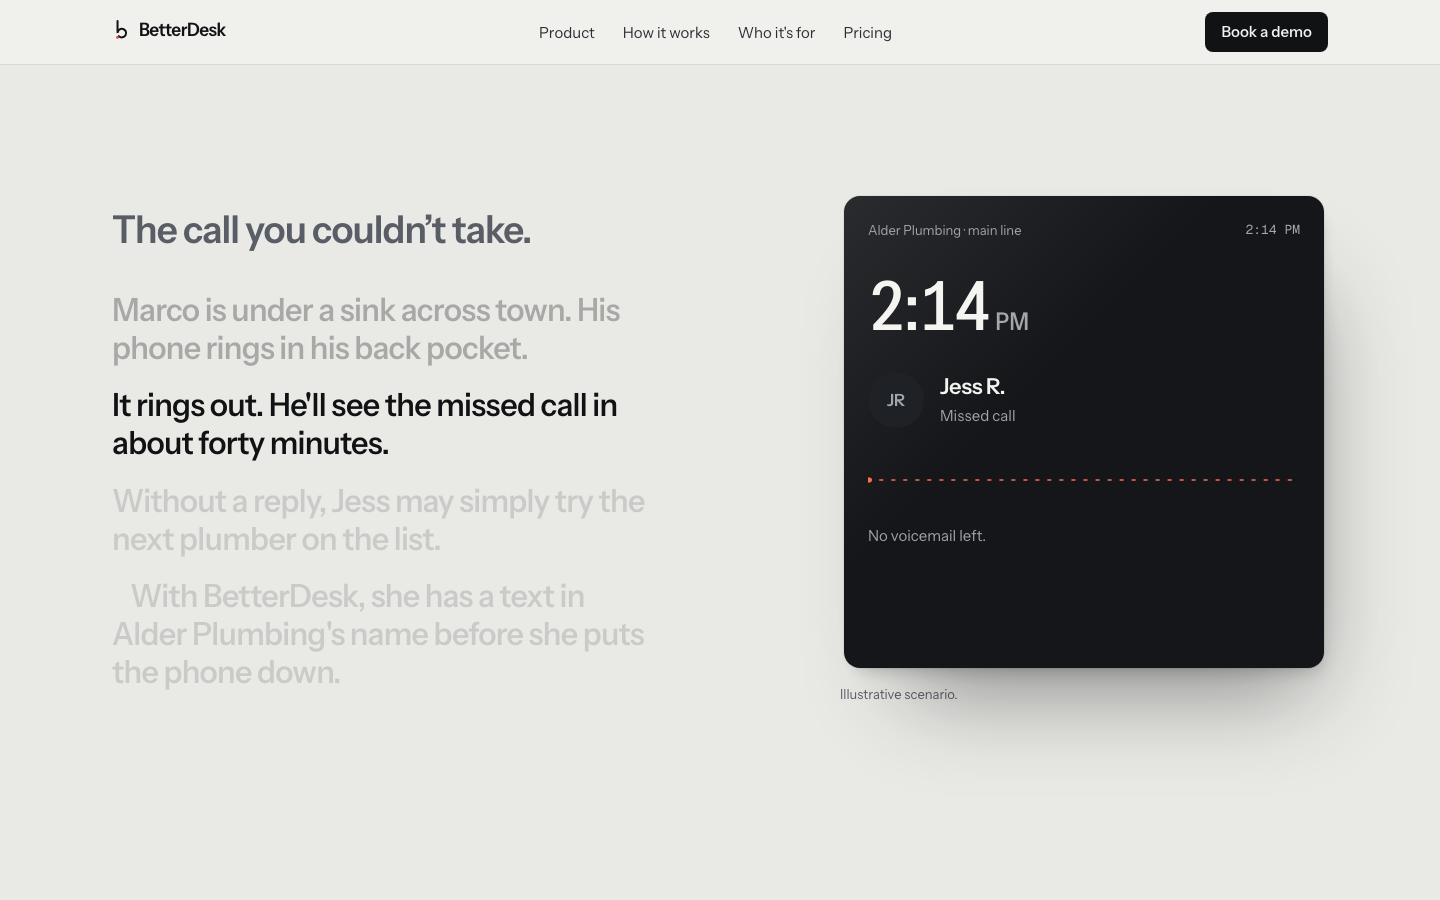 BetterDesk
Product
How it works
Who it's for
Pricing
Book a demo
The call you couldn’t take.
Marco is under a sink across town. His
phone rings in his back pocket.
It rings out. He'll see the missed call in
about forty minutes.
Without a reply, Jess may simply try the
next plumber on the list.
With BetterDesk, she has a text in
Alder Plumbing's name before she puts
the phone down.
Alder Plumbing · main line
2:14 PM
2:14 PM
JR
Jess R.
Missed call
No voicemail left.
Illustrative scenario.